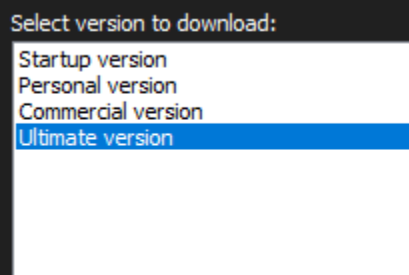 Select version to download:
Startup version
Personal version
Commercial version
Ultimate version